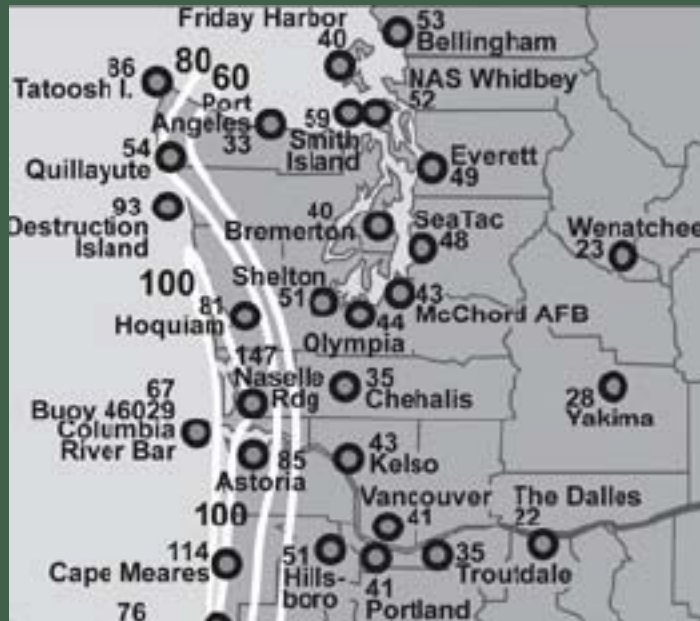 Friday Harbor
40
53
Bellingham
86
Tatoosh I.
80
60
NAS Whidbey
52
Port
Angeles
33
59
Smith
Island
54
Quillayute
Everett
49
93
Destruction
Island
40
Bremerton
SeaTac
48
Wenatchee
23
100
Shelton
51
43
McChord AFB
81
Hoquiam
44
Olympia
147
Naselle
Rdg
35
Chehalis
28
Yakima
67
Buoy 46029
Columbia
River Bar
85
Astoria
43
Kelso
Vancouver
41
The Dalles
22
100
114
Cape Meares
51
Hills-
boro
41
Portland
35
Troutdale
76